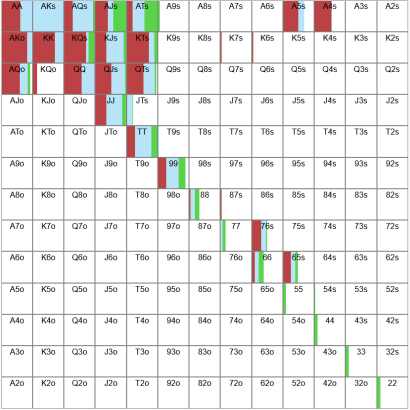 AA AKs AQs AJs ATs A9s A8s A7s A6s A5s A4s A3s A2s
AKo KK KQs KJs KTs K9s K8s K7s K6s K5s K4s K3s K2s
AQo KQo QQ QJs QTs Q9s Q8s Q7s Q6s Q5s Q4s Q3s Q2s
AJo KJo QJo JJ JTs J9s J8s J7s J6s J5s J4s J3s J2s
ATo KTo QTo JTo TT T9s T8s T7s T6s T5s T4s T3s T2s
A9o K9o Q9o J9o T9o 99 98s 97s 96s 95s 94s 93s 92s
A8o K8o Q8o J8o T8o 98o 88 87s 86s 85s 84s 83s 82s
A7o K7o Q7o J7o T7o 97o 87o 77 76s 75s 74s 73s 72s
A6o K6o Q6o J6o T6o 96o 86o 76o 66 65s 64s 63s 62s
A5o K5o Q5o J5o T5o 95o 85o 75o 65o 55 54s 53s 52s
A4o K4o Q4o J4o T4o 94o 84o 74o 64o 54o 44 43s 42s
A3o K3o Q3o J3o T3o 93o 83o 73o 63o 53o 43o 33 32s
A2o K2o Q2o J2o T2o 92o 82o 72o 62o 52o 42o 32o 22